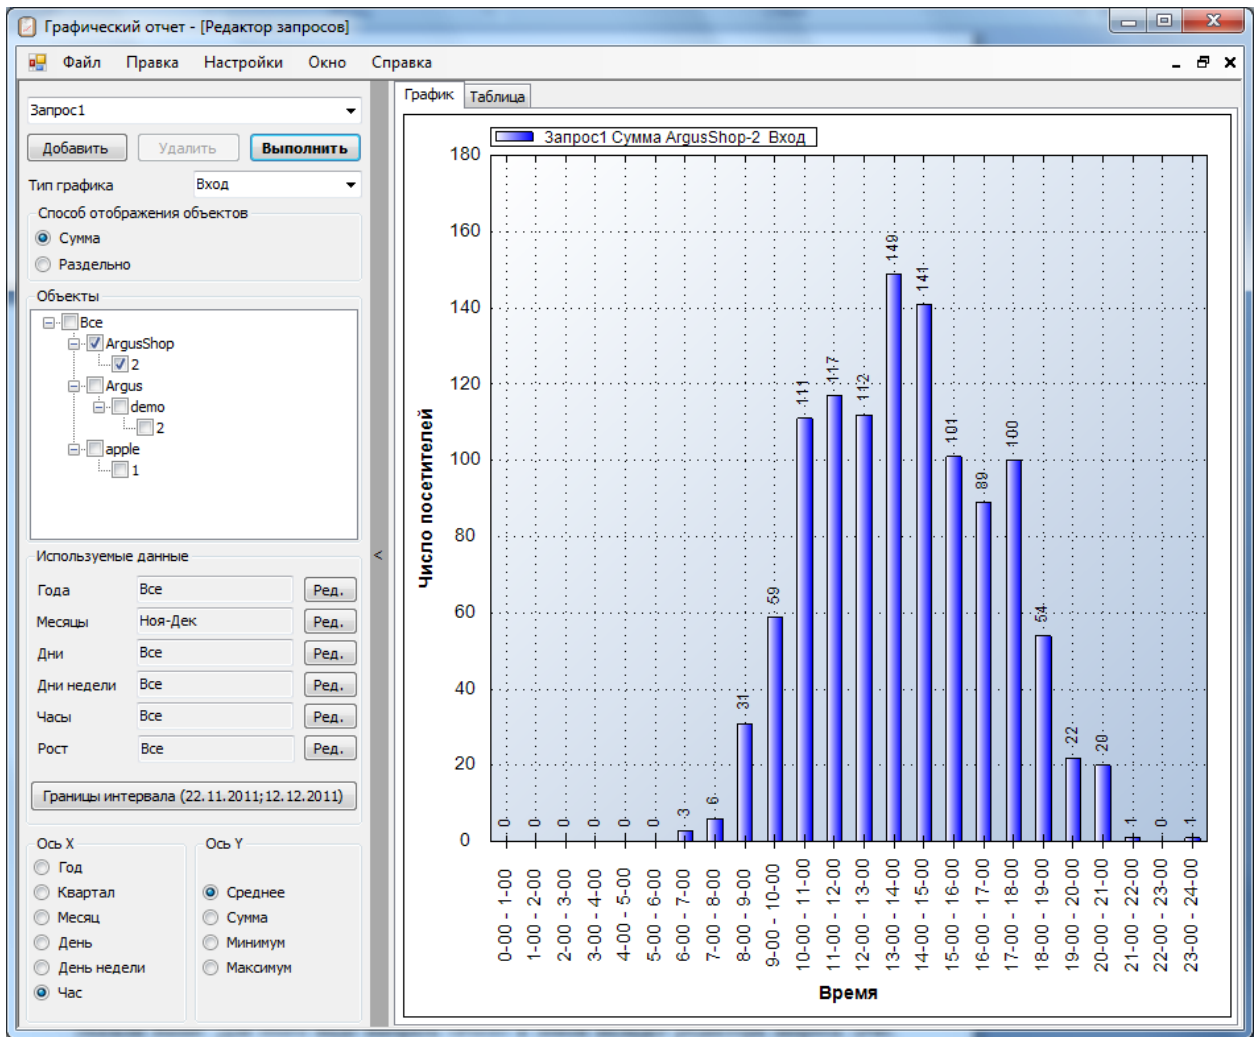 Графический отчет - [Редактор запросов]
Файл Правка Настройки Окно Справка
Запрос1
Добавить Удалить Выполнить
Тип графика Вход
Способ отображения объектов
Сумма
Раздельно
Объекты
Все
ArgusShop
2
Argus
demo
2
apple
1
Используемые данные
Года Все Ред.
Месяцы Ноя-Дек Ред.
Дни Все Ред.
Дни недели Все Ред.
Часы Все Ред.
Рост Все Ред.
Границы интервала (22.11.2011;12.12.2011)
Ось X
Год
Квартал
Месяц
День
День недели
Час
Ось Y
Среднее
Сумма
Минимум
Максимум
<
График Таблица
Запрос1 Сумма ArgusShop-2 Вход
Число посетителей
180
160
140
120
100
80
60
40
20
0
0 0 0 0 0 0 3 6 31 59 111 117 112 149 141 101 89 100 54 22 20 1 0 1
0-00 - 1-00
1-00 - 2-00
2-00 - 3-00
3-00 - 4-00
4-00 - 5-00
5-00 - 6-00
6-00 - 7-00
7-00 - 8-00
8-00 - 9-00
9-00 - 10-00
10-00 - 11-00
11-00 - 12-00
12-00 - 13-00
13-00 - 14-00
14-00 - 15-00
15-00 - 16-00
16-00 - 17-00
17-00 - 18-00
18-00 - 19-00
19-00 - 20-00
20-00 - 21-00
21-00 - 22-00
22-00 - 23-00
23-00 - 24-00
Время